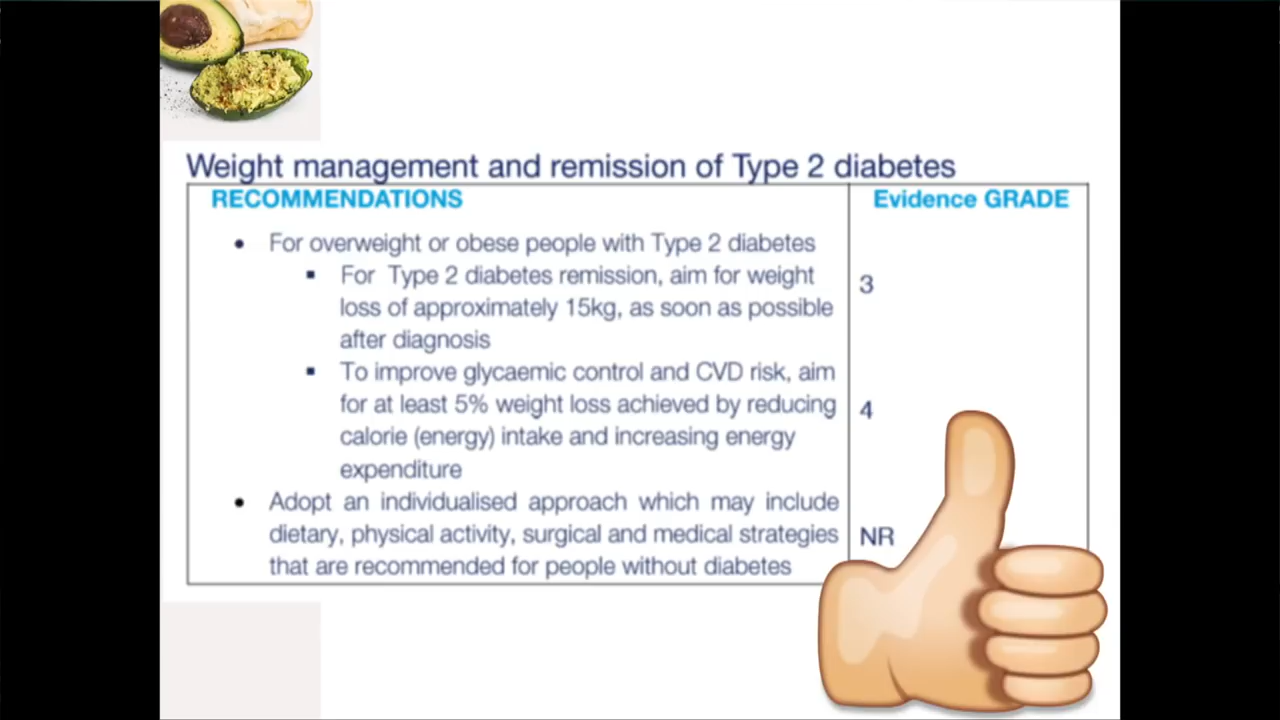 Weight management and remission of Type 2 diabetes
RECOMMENDATIONS
Evidence GRADE
• For overweight or obese people with Type 2 diabetes
▪ For Type 2 diabetes remission, aim for weight
loss of approximately 15kg, as soon as possible
after diagnosis
3
▪ To improve glycaemic control and CVD risk, aim
for at least 5% weight loss achieved by reducing
calorie (energy) intake and increasing energy
expenditure
4
• Adopt an individualised approach which may include
dietary, physical activity, surgical and medical strategies
that are recommended for people without diabetes
NR